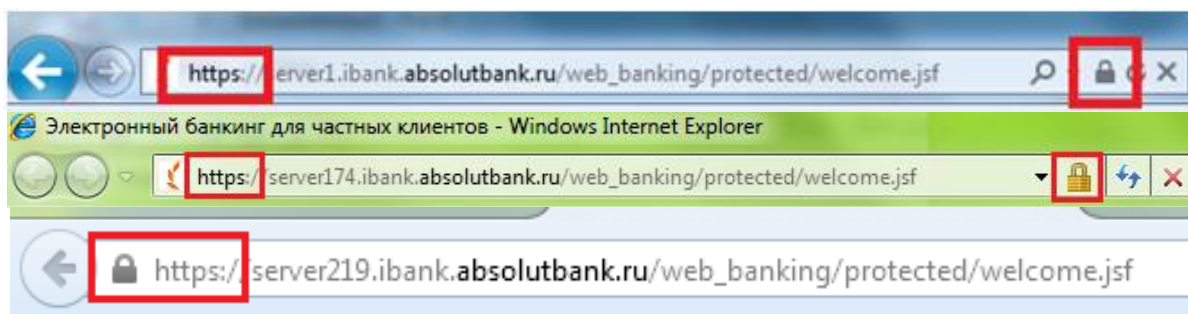 https://server1.ibank.absolutbank.ru/web_banking/protected/welcome.jsf
Электронный банкинг для частных клиентов - Windows Internet Explorer
https://server174.ibank.absolutbank.ru/web_banking/protected/welcome.jsf
https://server219.ibank.absolutbank.ru/web_banking/protected/welcome.jsf